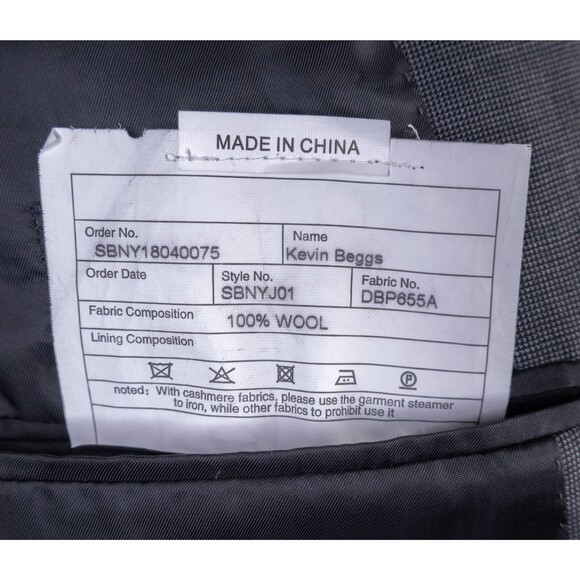 MADE IN CHINA
Order No. Name
SBNY18040075 Kevin Beggs
Order Date Style No. Fabric No.
SBNYJ01 DBP655A
Fabric Composition 100% WOOL
Lining Composition
noted: With cashmere fabrics, please use the garment steamer
to iron, while other fabrics to prohibit use it